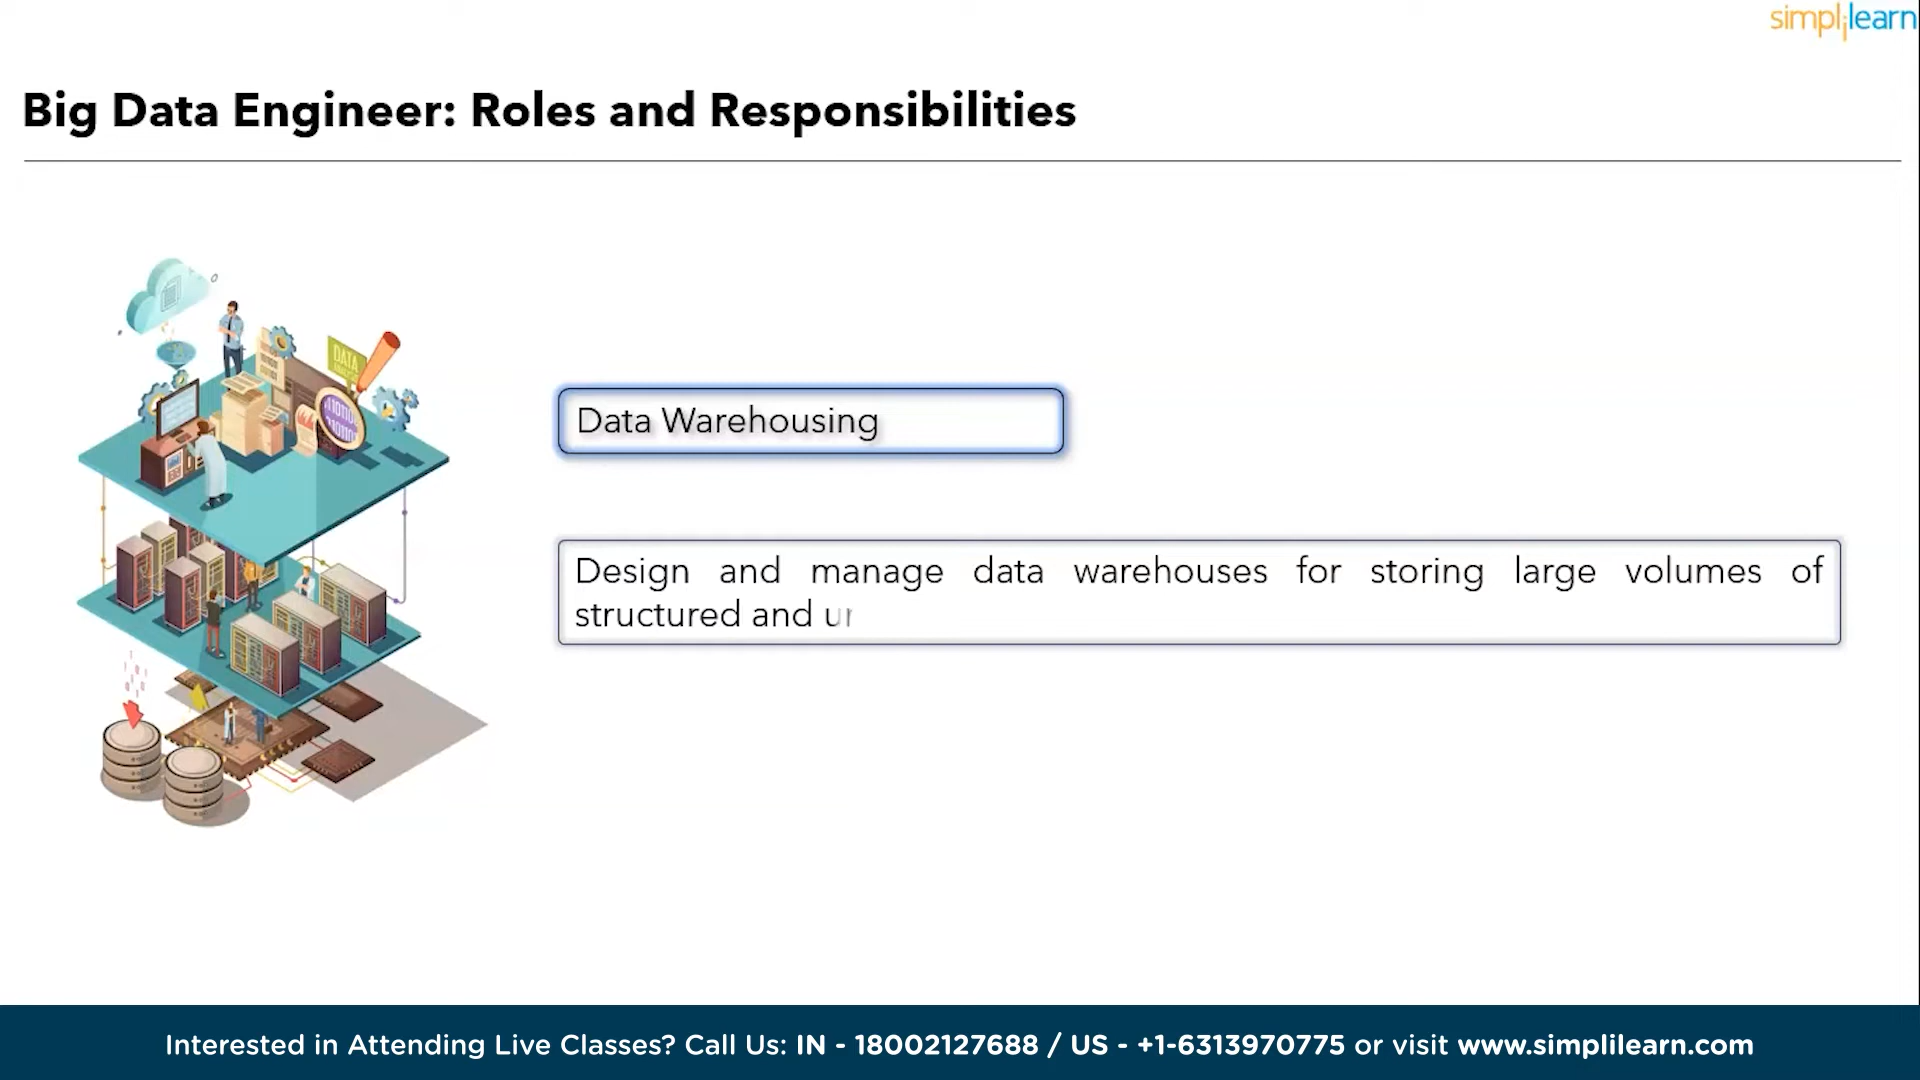 simplilearn
Big Data Engineer: Roles and Responsibilities
DATA
Data Warehousing
Design and manage data warehouses for storing large volumes of
structured and
Interested in Attending Live Classes? Call Us: IN - 18002127688 / US - +1-6313970775 or visit www.simplilearn.com